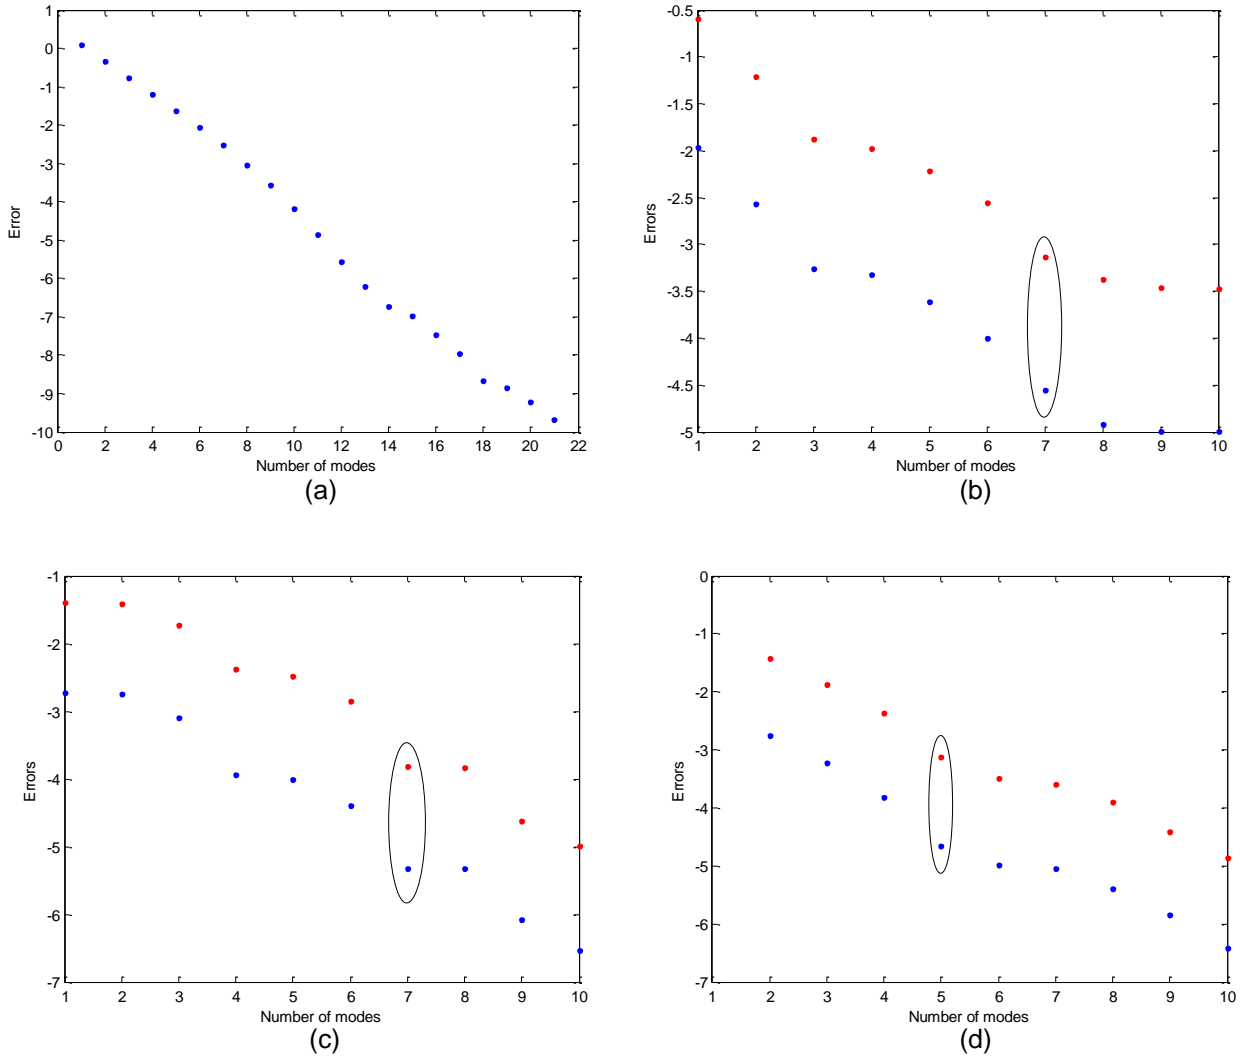 1
0
-1
-2
-3
-4
-5
-6
-7
-8
-9
-10
Error
0 2 4 6 8 10 12 14 16 18 20 22
Number of modes
(a)
-0.5
-1
-1.5
-2
-2.5
-3
-3.5
-4
-4.5
-5
Errors
1 2 3 4 5 6 7 8 9 10
Number of modes
(b)
-1
-2
-3
-4
-5
-6
-7
Errors
1 2 3 4 5 6 7 8 9 10
Number of modes
(c)
0
-1
-2
-3
-4
-5
-6
-7
Errors
1 2 3 4 5 6 7 8 9 10
Number of modes
(d)